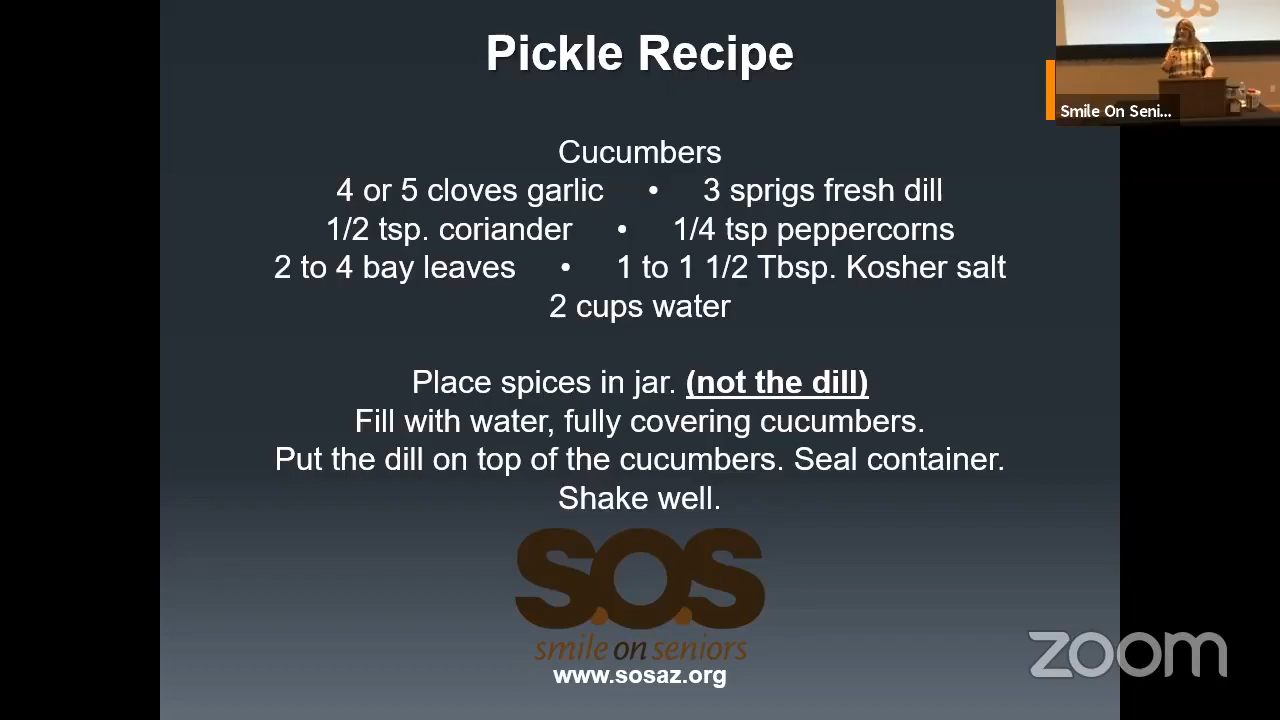 Pickle Recipe
SOS
Smile On Seni...
Cucumbers
4 or 5 cloves garlic • 3 sprigs fresh dill
1/2 tsp. coriander • 1/4 tsp peppercorns
2 to 4 bay leaves • 1 to 1 1/2 Tbsp. Kosher salt
2 cups water
Place spices in jar. (not the dill)
Fill with water, fully covering cucumbers.
Put the dill on top of the cucumbers. Seal container.
Shake well.
S.O.S
smile on seniors
www.sosaz.org
zoom